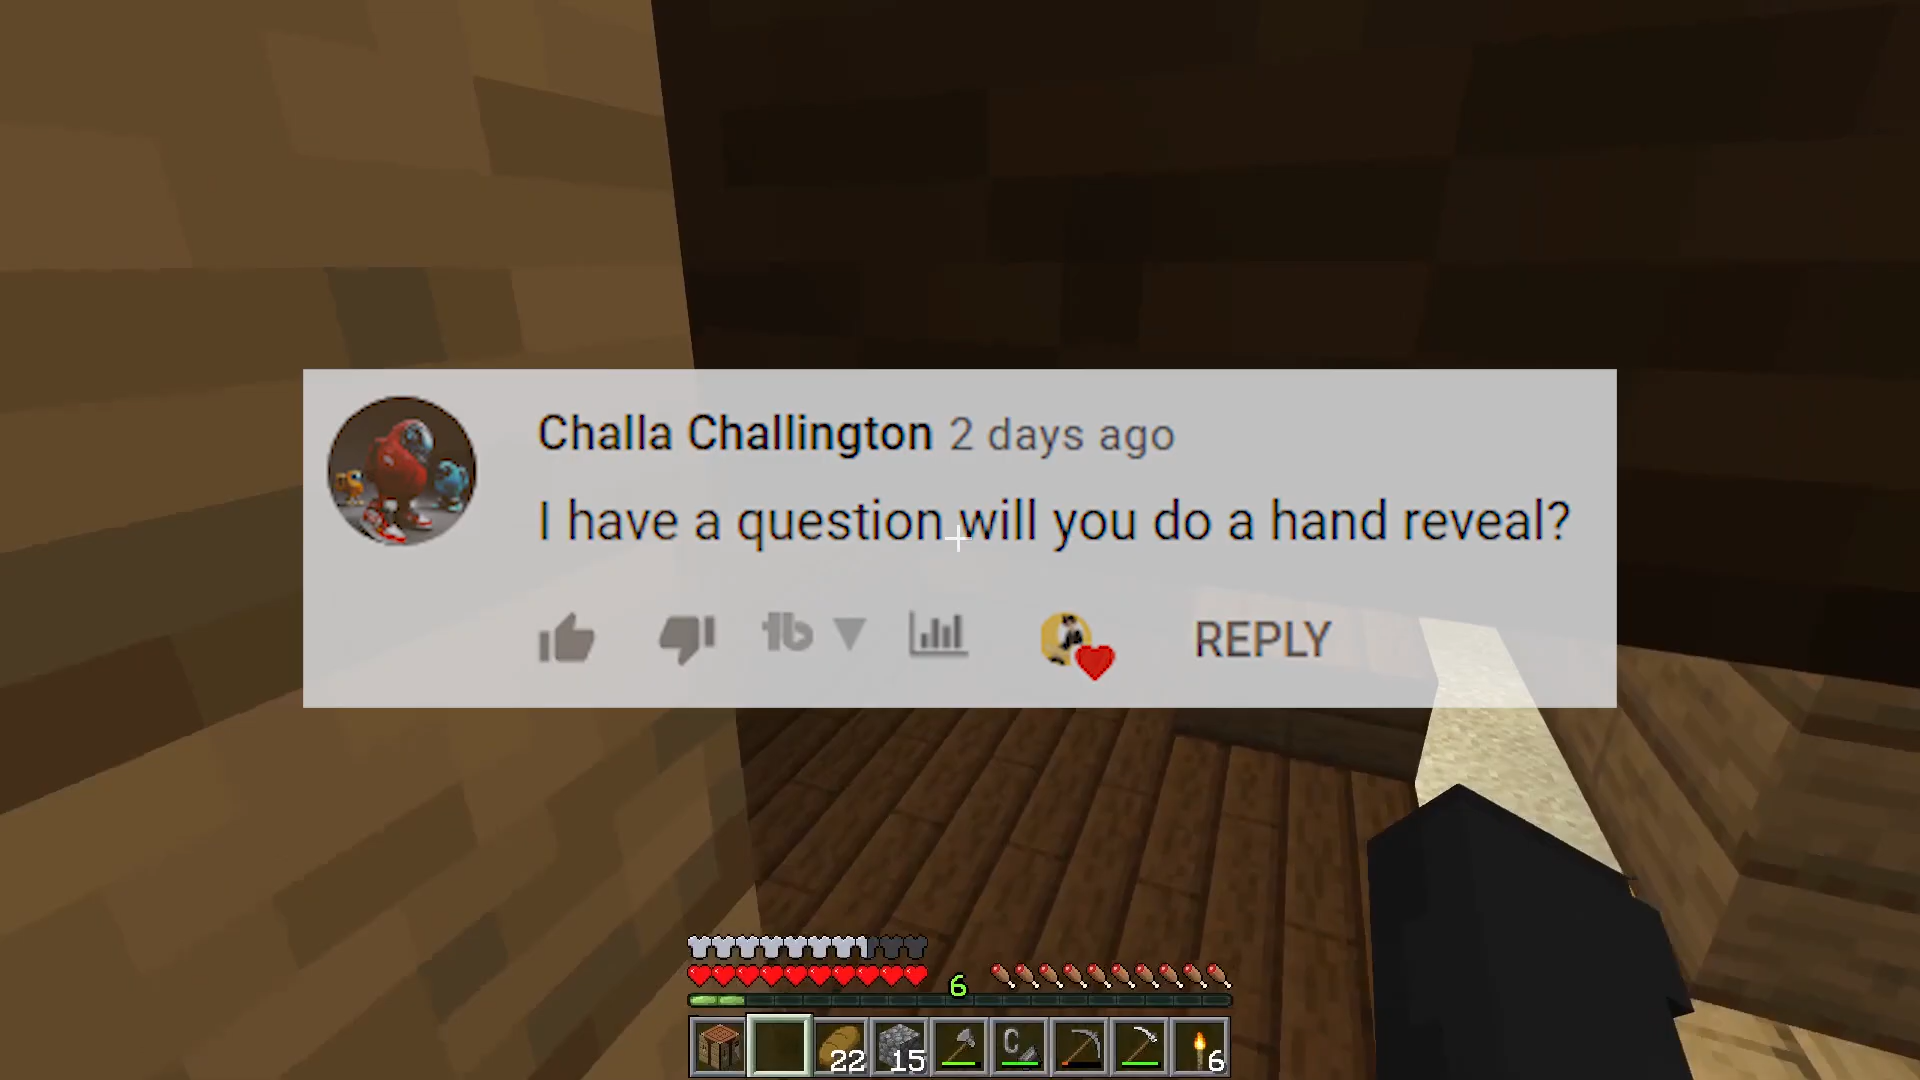 Challa Challington 2 days ago
I have a question will you do a hand reveal?
REPLY
6
22 15 C 6